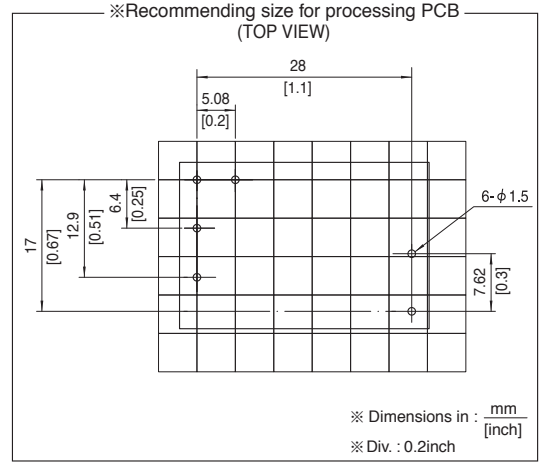 ※Recommending size for processing PCB
(TOP VIEW)
28
[1.1]
5.08
[0.2]
17
[0.67]
12.9
[0.51]
6.4
[0.25]
6-ϕ1.5
7.62
[0.3]
※ Dimensions in : mm
[inch]
※Div. : 0.2inch